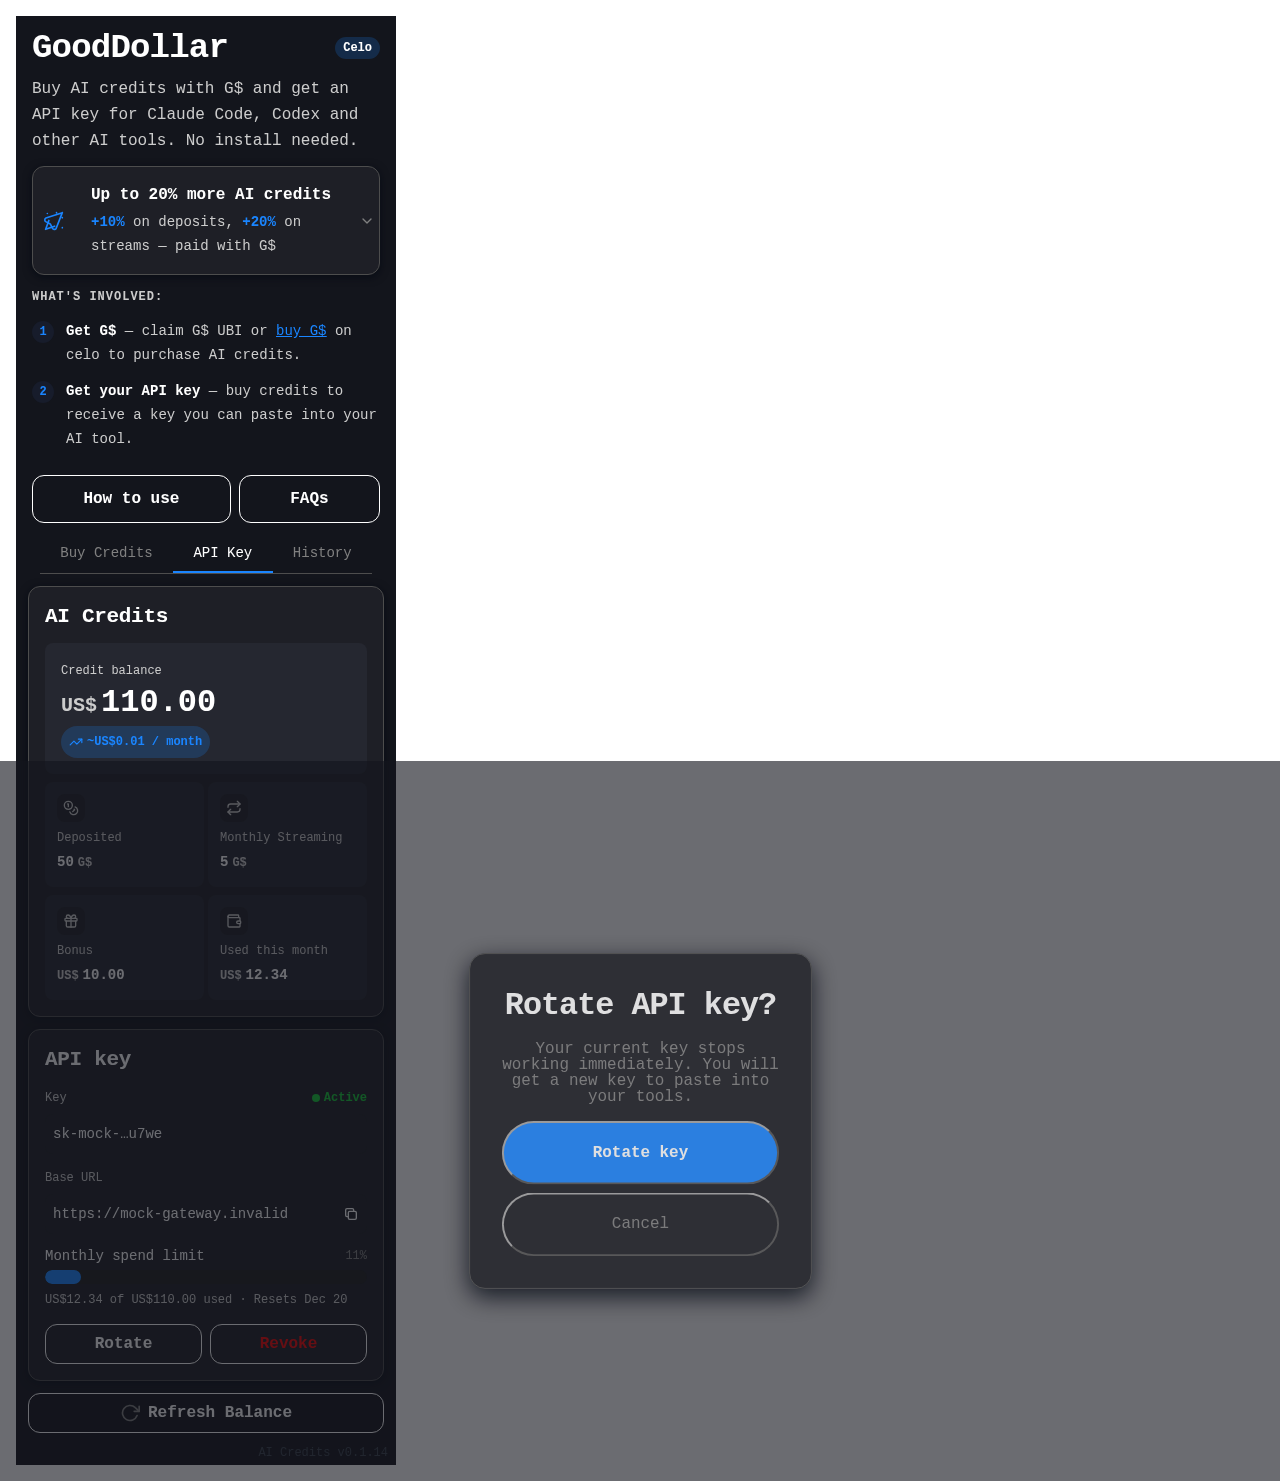 GoodDollar
Celo
Buy AI credits with G$ and get an
API key for Claude Code, Codex and
other AI tools. No install needed.
Up to 20% more AI credits
+10% on deposits, +20% on
streams — paid with G$
WHAT'S INVOLVED:
1
Get G$ — claim G$ UBI or buy G$ on
celo to purchase AI credits.
2
Get your API key — buy credits to
receive a key you can paste into your
AI tool.
How to use
FAQs
Buy Credits
API Key
History
AI Credits
Credit balance
US$ 110.00
~US$0.01 / month
Deposited
50 G$
Monthly Streaming
5 G$
Bonus
US$ 10.00
Used this month
US$ 12.34
API key
Key
Active
sk-mock-…u7we
Base URL
https://mock-gateway.invalid
Monthly spend limit
11%
US$12.34 of US$110.00 used · Resets Dec 20
Rotate
Revoke
Refresh Balance
AI Credits v0.1.14
Rotate API key?
Your current key stops
working immediately. You will
get a new key to paste into
your tools.
Rotate key
Cancel